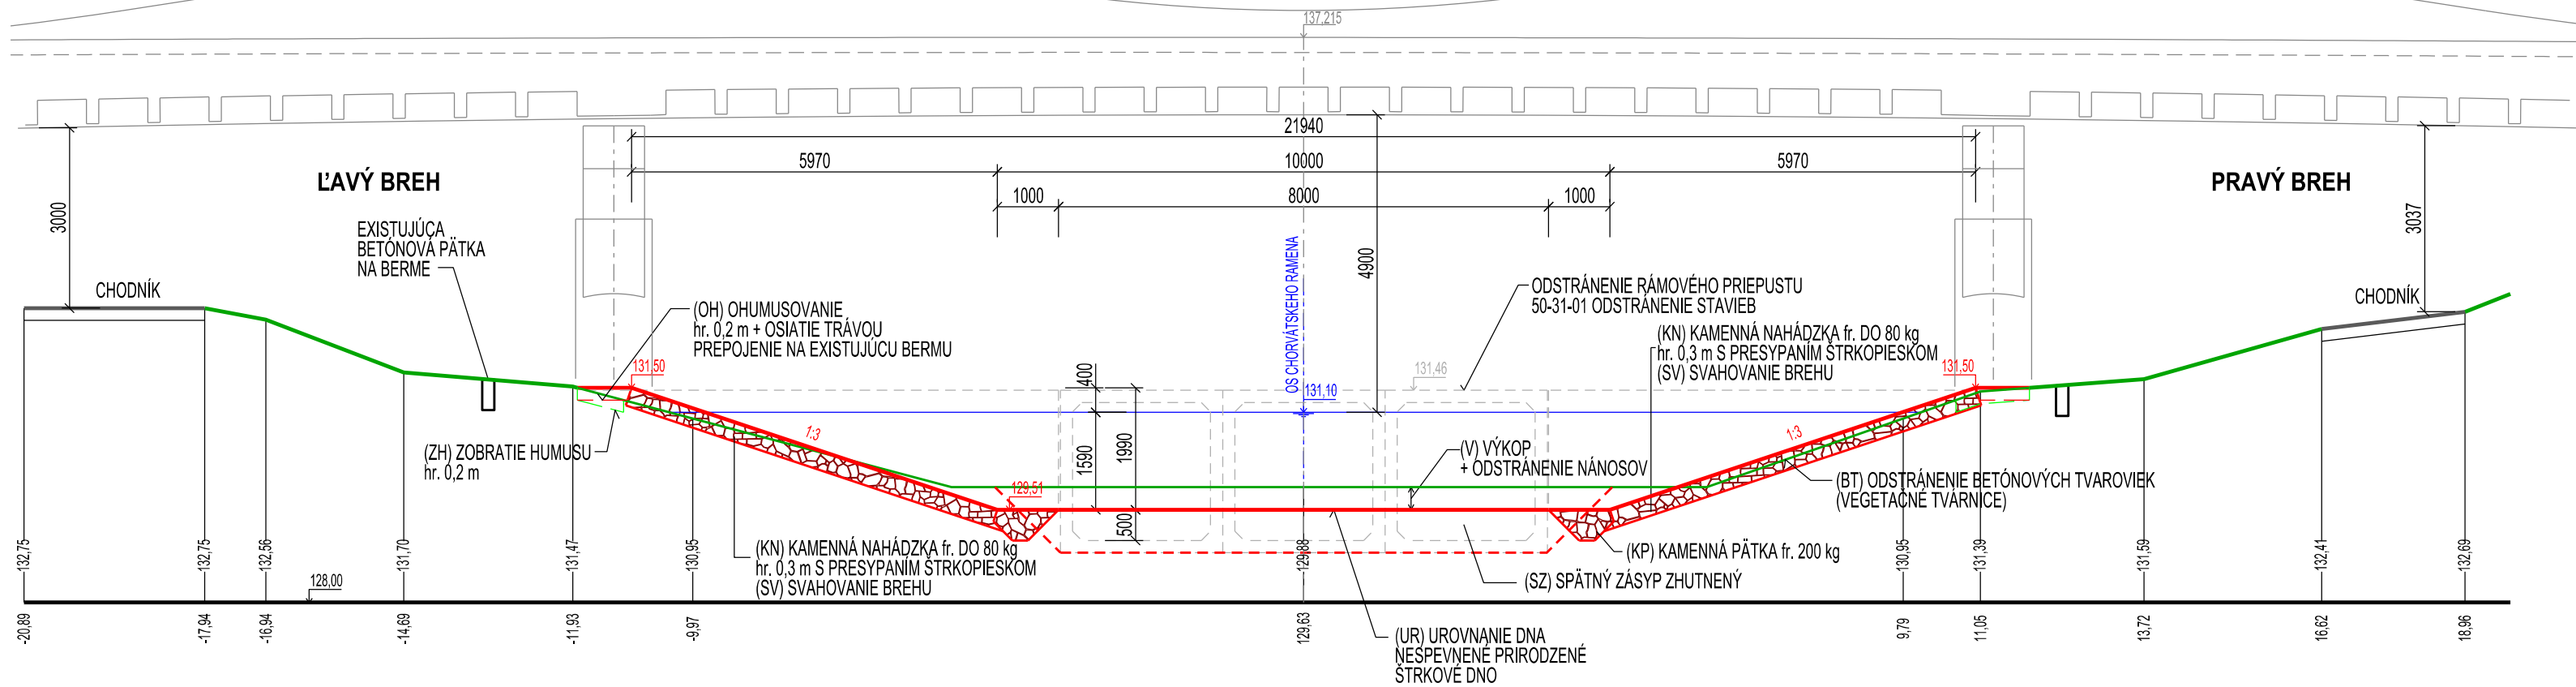 137,215
21940
5970
10000
5970
1000
8000
1000
ĽAVÝ BREH
PRAVÝ BREH
3000
3037
4900
EXISTUJÚCA
BETÓNOVÁ PÄTKA
NA BERME
OS CHORVÁTSKEHO RAMENA
CHODNÍK
CHODNÍK
ODSTRÁNENIE RÁMOVÉHO PRIEPUSTU
50-31-01 ODSTRÁNENIE STAVIEB
(OH) OHUMUSOVANIE
hr. 0,2 m + OSIATIE TRÁVOU
PREPOJENIE NA EXISTUJÚCU BERMU
(KN) KAMENNÁ NAHÁDZKA fr. DO 80 kg
hr. 0,3 m S PRESYPANÍM ŠTRKOPIESKOM
(SV) SVAHOVANIE BREHU
131,50
400
131,46
131,50
131,10
1:3
1:3
(ZH) ZOBRATIE HUMUSU
hr. 0,2 m
1590
1990
(V) VÝKOP
+ ODSTRÁNENIE NÁNOSOV
(BT) ODSTRÁNENIE BETÓNOVÝCH TVAROVIEK
(VEGETAČNÉ TVÁRNICE)
129,51
500
(KN) KAMENNÁ NAHÁDZKA fr. DO 80 kg
hr. 0,3 m S PRESYPANÍM ŠTRKOPIESKOM
(SV) SVAHOVANIE BREHU
(KP) KAMENNÁ PÄTKA fr. 200 kg
(SZ) SPÄTNÝ ZÁSYP ZHUTNENÝ
132,75
132,75
132,56
131,70
131,47
130,95
129,88
130,95
131,39
131,59
132,41
132,69
128,00
-20,89
-17,94
-16,94
-14,69
-11,93
-9,97
129,63
9,79
11,05
13,72
16,62
18,96
(UR) UROVNANIE DNA
NESPEVNENÉ PRIRODZENÉ
ŠTRKOVÉ DNO